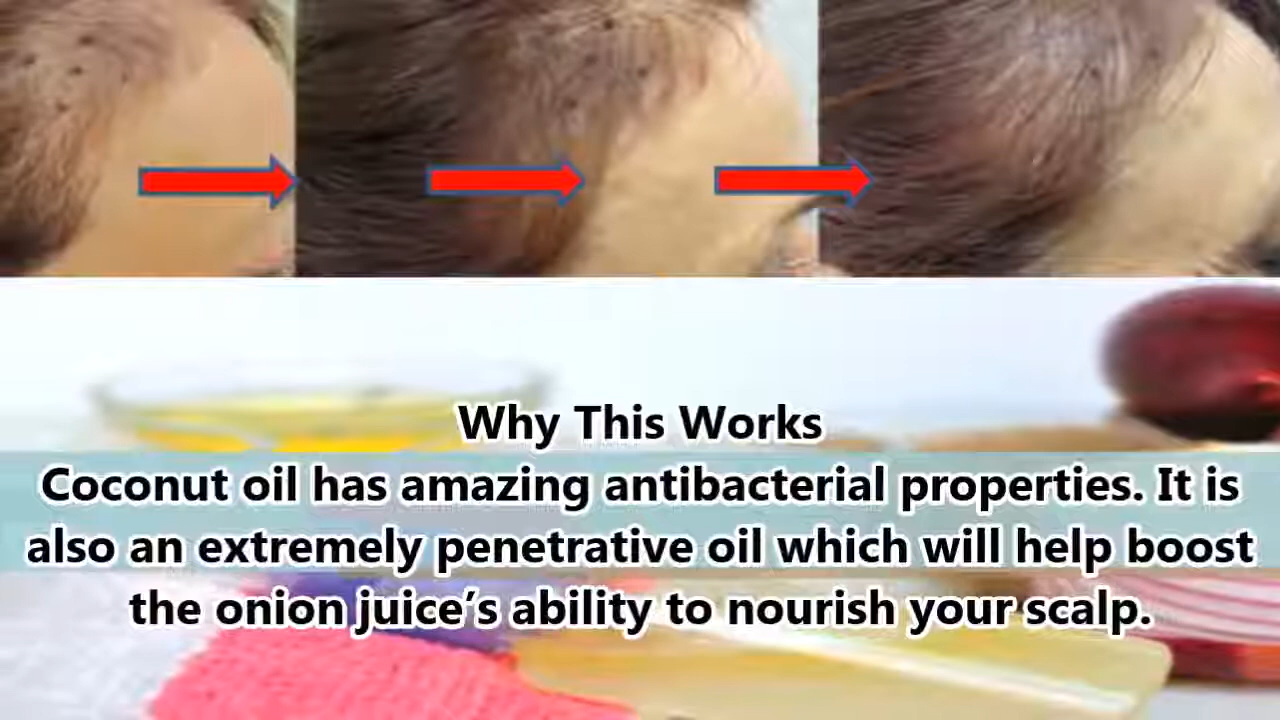 Why This Works
Coconut oil has amazing antibacterial properties. It is
also an extremely penetrative oil which will help boost
the onion juice’s ability to nourish your scalp.